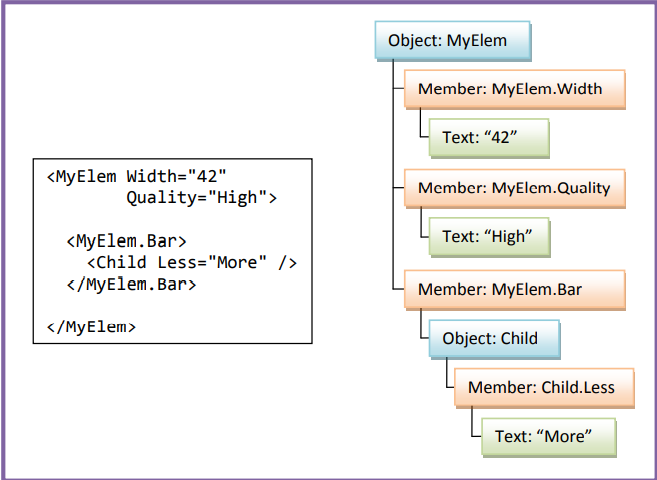 <MyElem Width="42"
Quality="High">
<MyElem.Bar>
<Child Less="More" />
</MyElem.Bar>
</MyElem>
Object: MyElem
Member: MyElem.Width
Text: “42”
Member: MyElem.Quality
Text: “High”
Member: MyElem.Bar
Object: Child
Member: Child.Less
Text: “More”